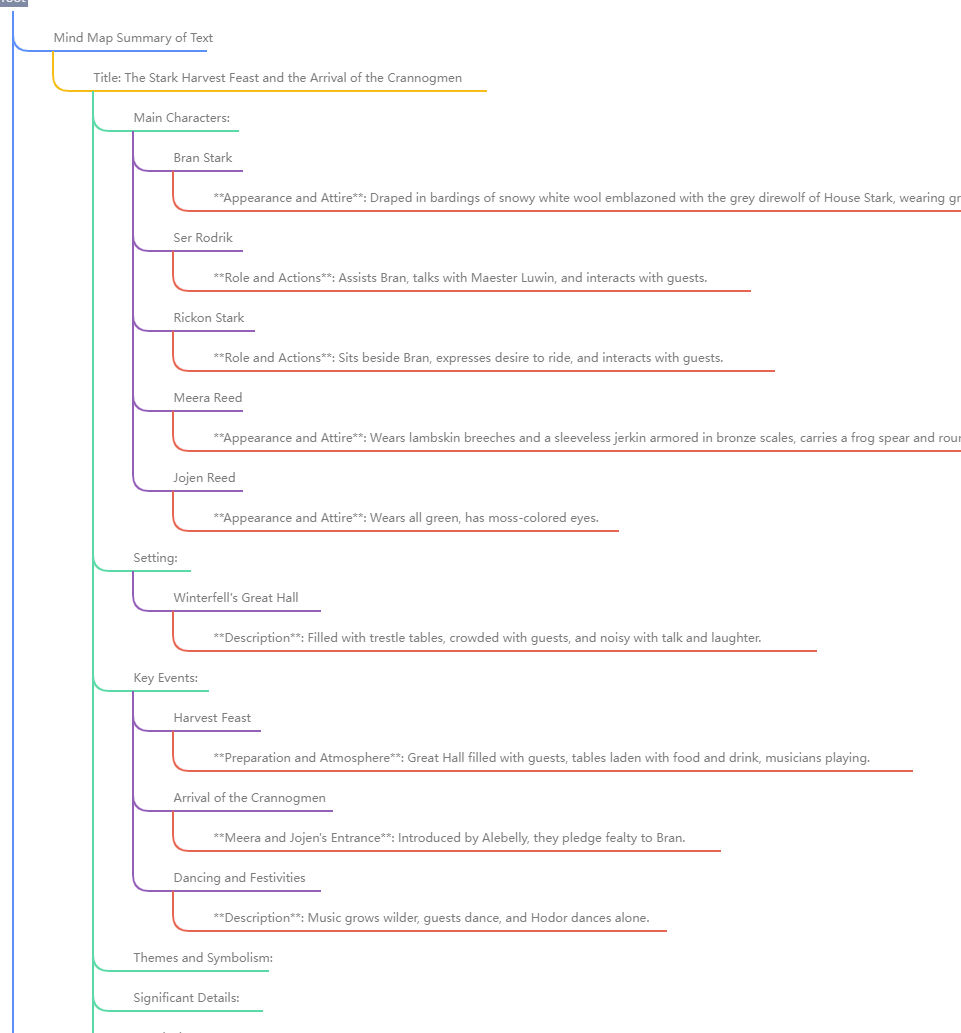 Mind Map Summary of Text
Title: The Stark Harvest Feast and the Arrival of the Crannogmen
Main Characters:
Bran Stark
**Appearance and Attire**: Draped in bardings of snowy white wool emblazoned with the grey direwolf of House Stark, wearing
Ser Rodrik
**Role and Actions**: Assists Bran, talks with Maester Luwin, and interacts with guests.
Rickon Stark
**Role and Actions**: Sits beside Bran, expresses desire to ride, and interacts with guests.
Meera Reed
**Appearance and Attire**: Wears lambskin breeches and a sleeveless jerkin armored in bronze scales, carries a frog spear and
Jojen Reed
**Appearance and Attire**: Wears all green, has moss-colored eyes.
Setting:
Winterfell's Great Hall
**Description**: Filled with trestle tables, crowded with guests, and noisy with talk and laughter.
Key Events:
Harvest Feast
**Preparation and Atmosphere**: Great Hall filled with guests, tables laden with food and drink, musicians playing.
Arrival of the Crannogmen
**Meera and Jojen's Entrance**: Introduced by Alebelly, they pledge fealty to Bran.
Dancing and Festivities
**Description**: Music grows wilder, guests dance, and Hodor dances alone.
Themes and Symbolism:
Significant Details: